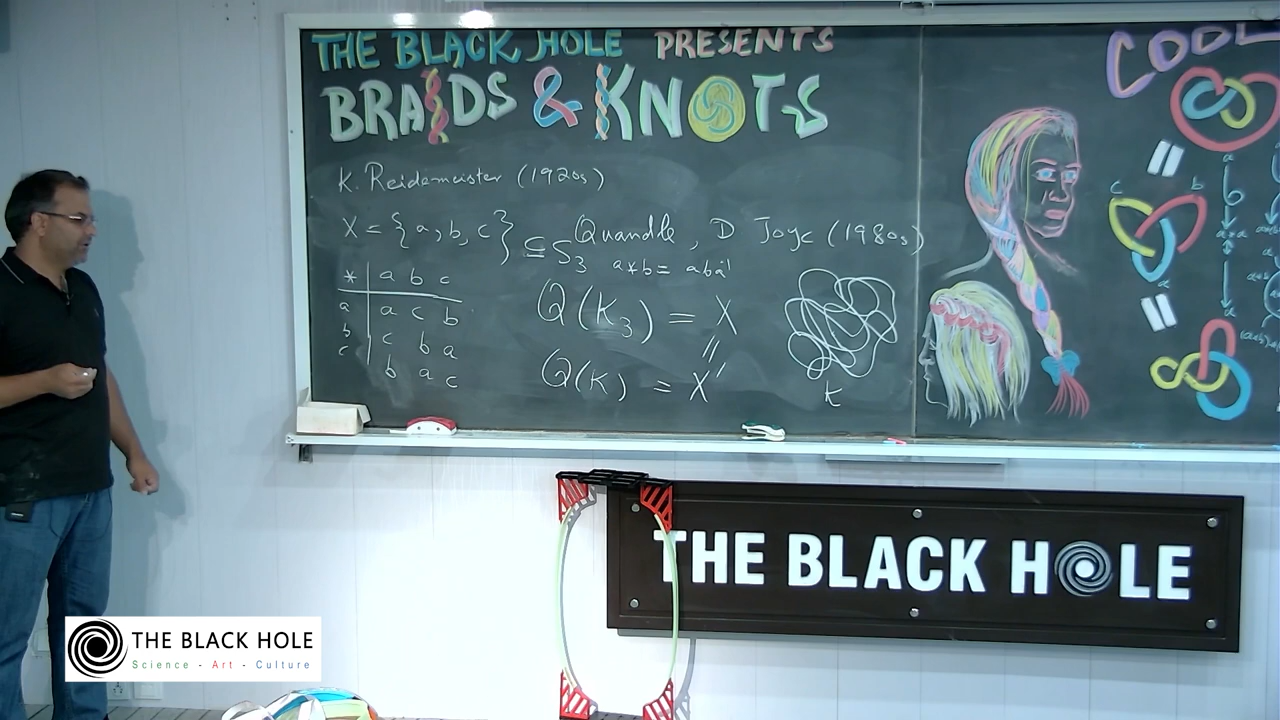 THE BLACK HOLE PRESENTS
BRAIDS & KNOTS
K. Reidemeister (1920s)
X = {a, b, c} ⊆ S₃ Quandle, D Joyc (1980s)
a*b = aba⁻¹
* | a b c
a | a c b
b | c b a
c | b a c
Q(K₃) = X
"
Q(K) = X'
K
COOL
=
c b a
a
b
a
=
THE BLACK HOLE
THE BLACK HOLE
Science - Art - Culture